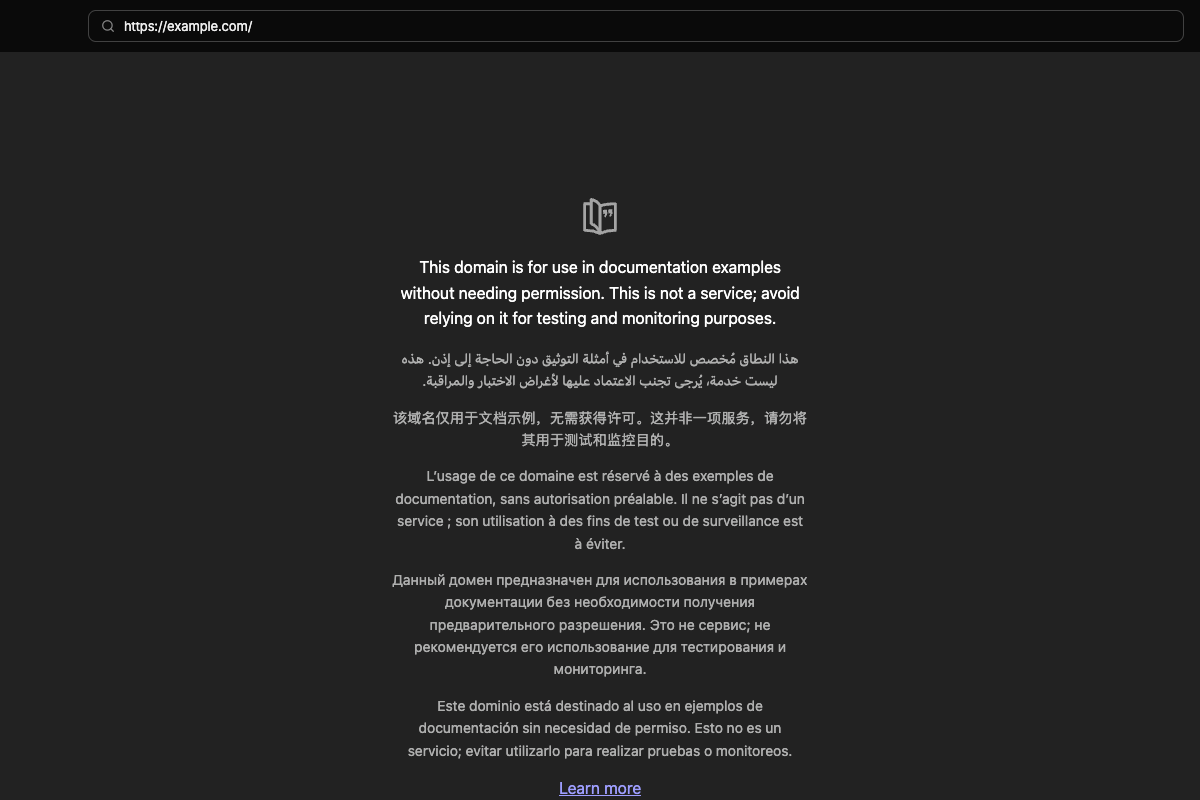 https://example.com/
This domain is for use in documentation examples
without needing permission. This is not a service; avoid
relying on it for testing and monitoring purposes.
هذا النطاق مُخصص للاستخدام في أمثلة التوثيق دون الحاجة إلى إذن. هذه
ليست خدمة، يُرجى تجنب الاعتماد عليها لأغراض الاختبار والمراقبة.
该域名仅用于文档示例，无需获得许可。这并非一项服务，请勿将
其用于测试和监控目的。
L’usage de ce domaine est réservé à des exemples de
documentation, sans autorisation préalable. Il ne s’agit pas d’un
service ; son utilisation à des fins de test ou de surveillance est
à éviter.
Данный домен предназначен для использования в примерах
документации без необходимости получения
предварительного разрешения. Это не сервис; не
рекомендуется его использование для тестирования и
мониторинга.
Este dominio está destinado al uso en ejemplos de
documentación sin necesidad de permiso. Esto no es un
servicio; evitar utilizarlo para realizar pruebas o monitoreos.
Learn more